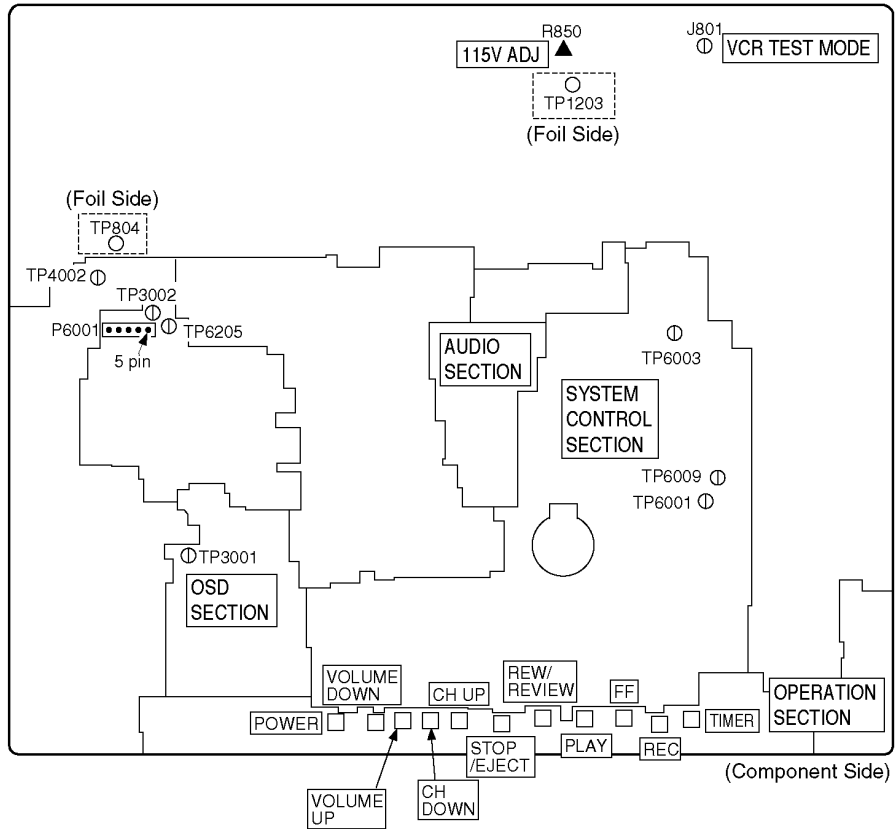 R850
J801
115V ADJ
VCR TEST MODE
TP1203
(Foil Side)
(Foil Side)
TP804
TP4002
TP3002
P6001
TP6205
5 pin
AUDIO
SECTION
TP6003
SYSTEM
CONTROL
SECTION
TP6009
TP6001
TP3001
OSD
SECTION
VOLUME
DOWN
CH UP
REW/
REVIEW
FF
OPERATION
SECTION
POWER
TIMER
STOP
/EJECT
PLAY
REC
(Component Side)
VOLUME
UP
CH
DOWN